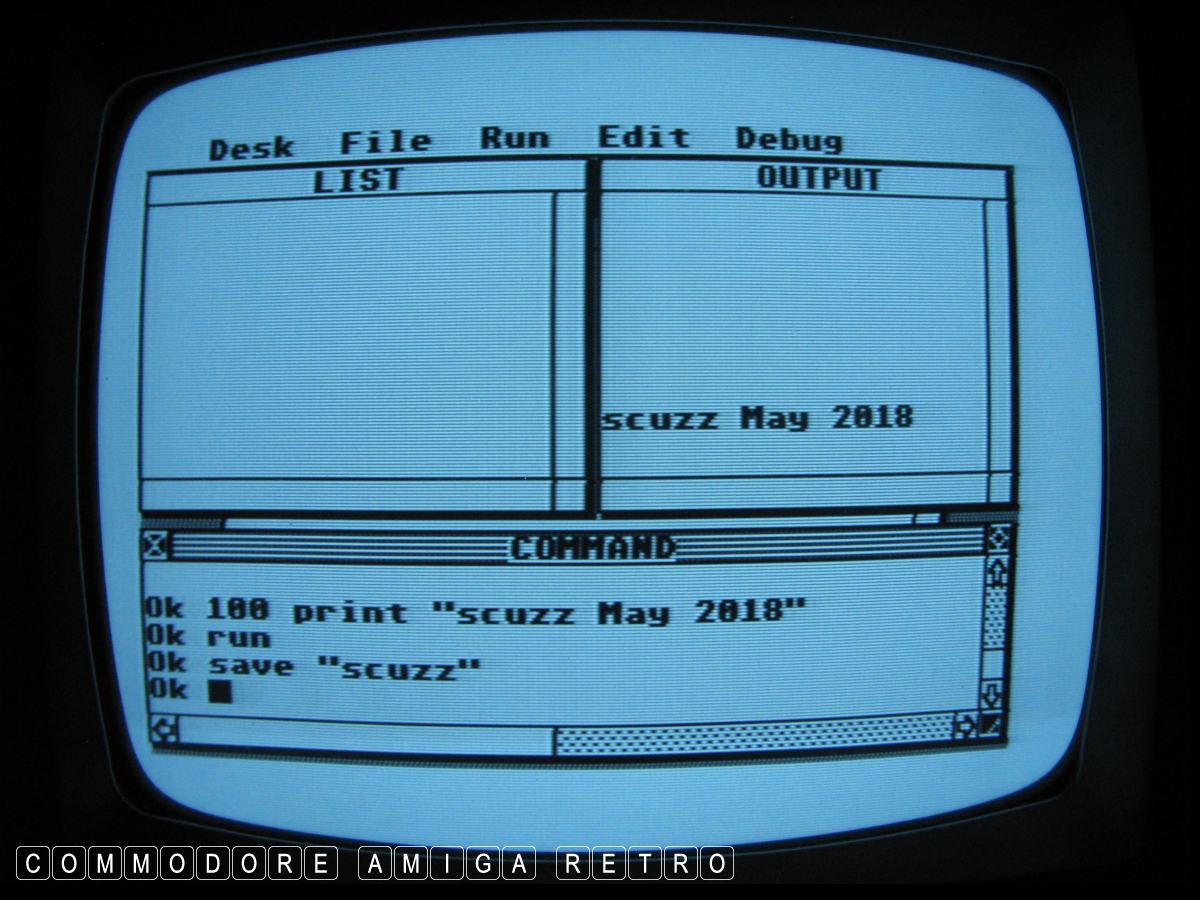 Desk File Run Edit Debug
LIST
OUTPUT
scuzz May 2018
COMMAND
Ok 100 print "scuzz May 2018"
Ok run
Ok save "scuzz"
Ok
COMMODORE AMIGA RETRO